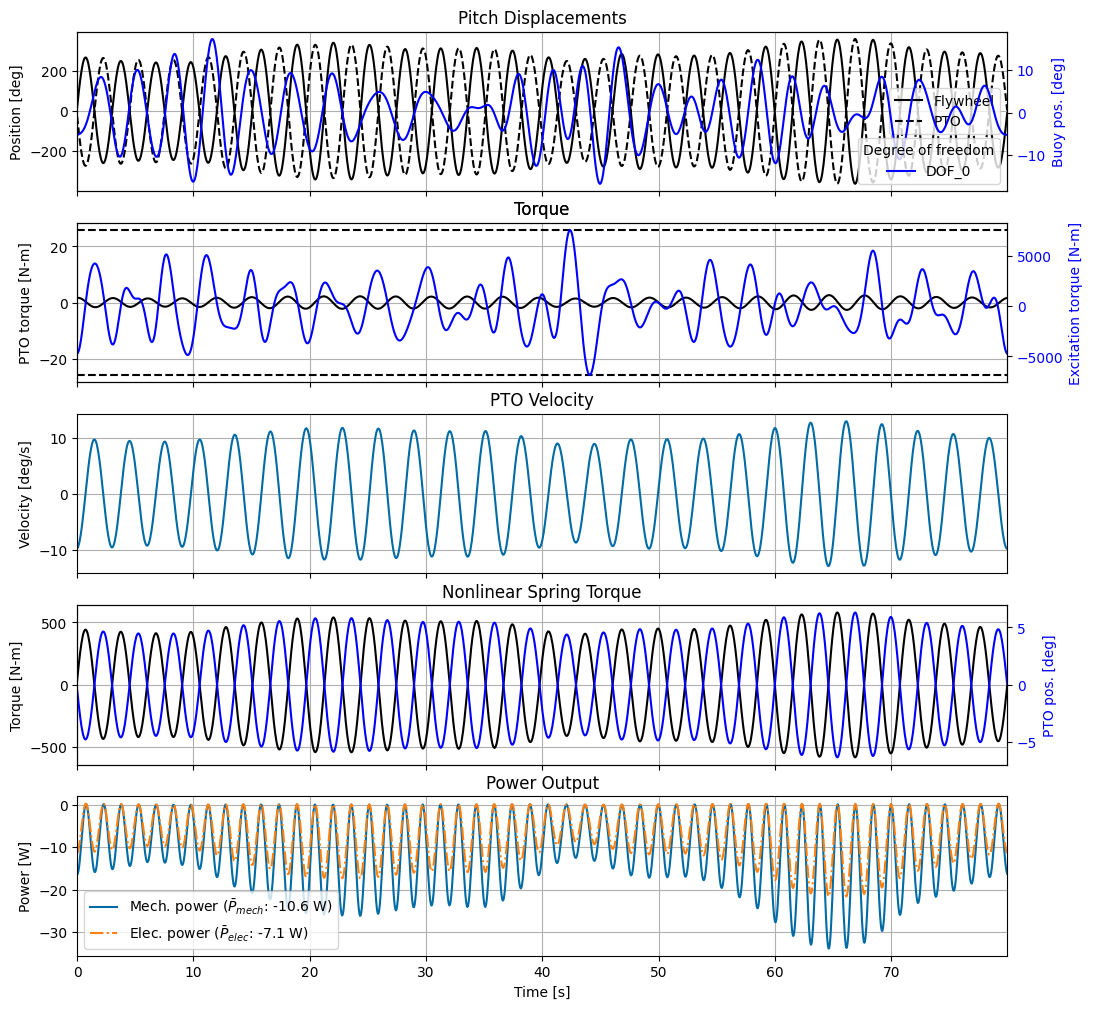 Pitch Displacements
Position [deg]
200
0
−200
10
0
−10
Buoy pos. [deg]
Flywheel
PTO
Degree of freedom
DOF_0
Torque
PTO torque [N-m]
20
0
−20
5000
0
−5000
Excitation torque [N-m]
PTO Velocity
Velocity [deg/s]
10
0
−10
Nonlinear Spring Torque
Torque [N-m]
500
0
−500
5
0
−5
PTO pos. [deg]
Power Output
Power [W]
0
−10
−20
−30
Mech. power (P̄mech: -10.6 W)
Elec. power (P̄elec: -7.1 W)
0 10 20 30 40 50 60 70
Time [s]